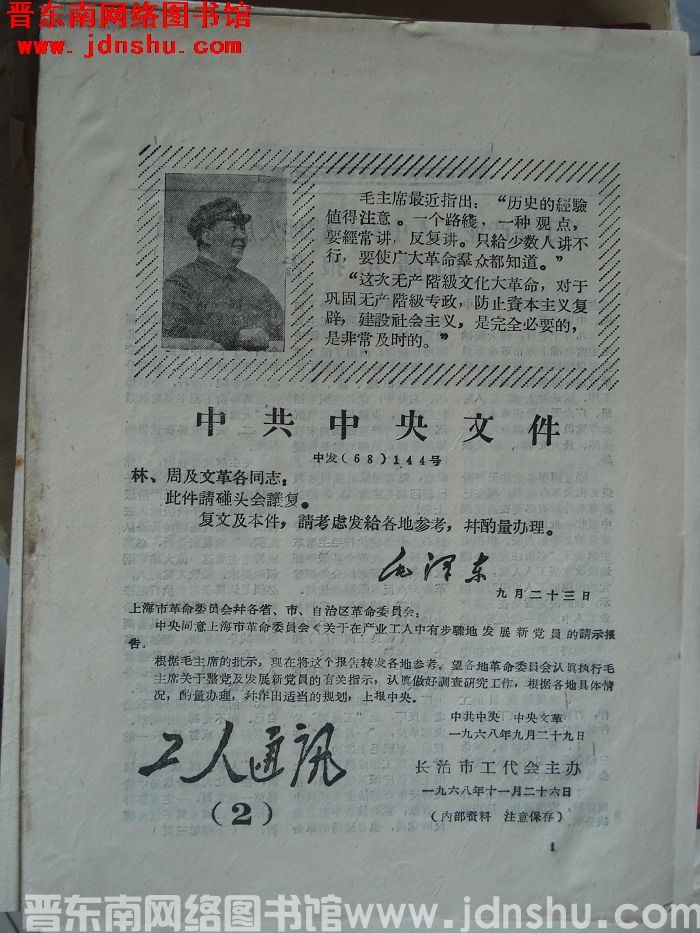 晋东南网络图书馆
www.jdnshu.com
毛主席最近指出：“历史的經驗
値得注意。一个路綫，一种观点，
要經常讲，反复讲。只給少数人讲不
行，要使广大革命羣众都知道。”
“这次无产階級文化大革命，对于
巩固无产階級专政，防止資本主义复
辟，建設社会主义，是完全必要的，
是非常及时的。”
中共中央文件
中发（68）144号
林、周及文革各同志：
此件請碰头会議复。
复文及本件，請考虑发給各地参考，幷酌量办理。
毛泽东
九月二十三日
上海市革命委員会幷各省、市、自治区革命委員会：
中央同意上海市革命委員会《关于在产业工人中有步驟地发展新党員的請示报
告。
根据毛主席的批示，现在将这个报告转发各地参考。望各地革命委員会认眞执行毛
主席关于整党及发展新党員的有关指示，认眞做好調查研究工作，根据各地具体情
况，酌量办理，幷作出适当的规划，上报中央。
中共中央 中央文革
一九六八年九月二十九日
工人通訊
（2）
长治市工代会主办
一九六八年十一月二十六日
（内部資料 注意保存）
1
晋东南网络图书馆www.jdnshu.com